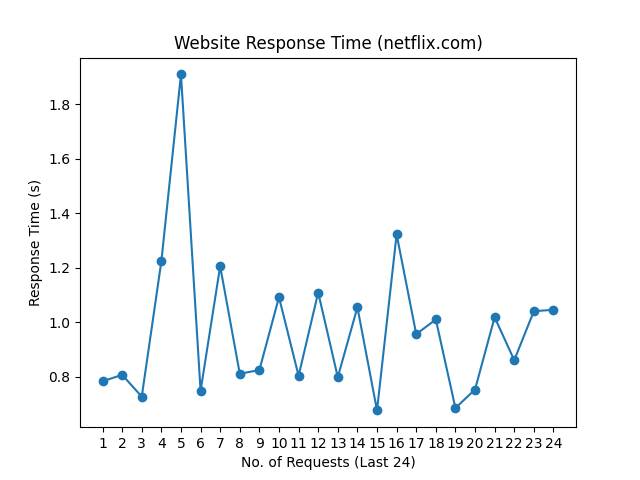 Website Response Time (netflix.com)
Response Time (s)
1.8
1.6
1.4
1.2
1.0
0.8
1 2 3 4 5 6 7 8 9 10 11 12 13 14 15 16 17 18 19 20 21 22 23 24
No. of Requests (Last 24)